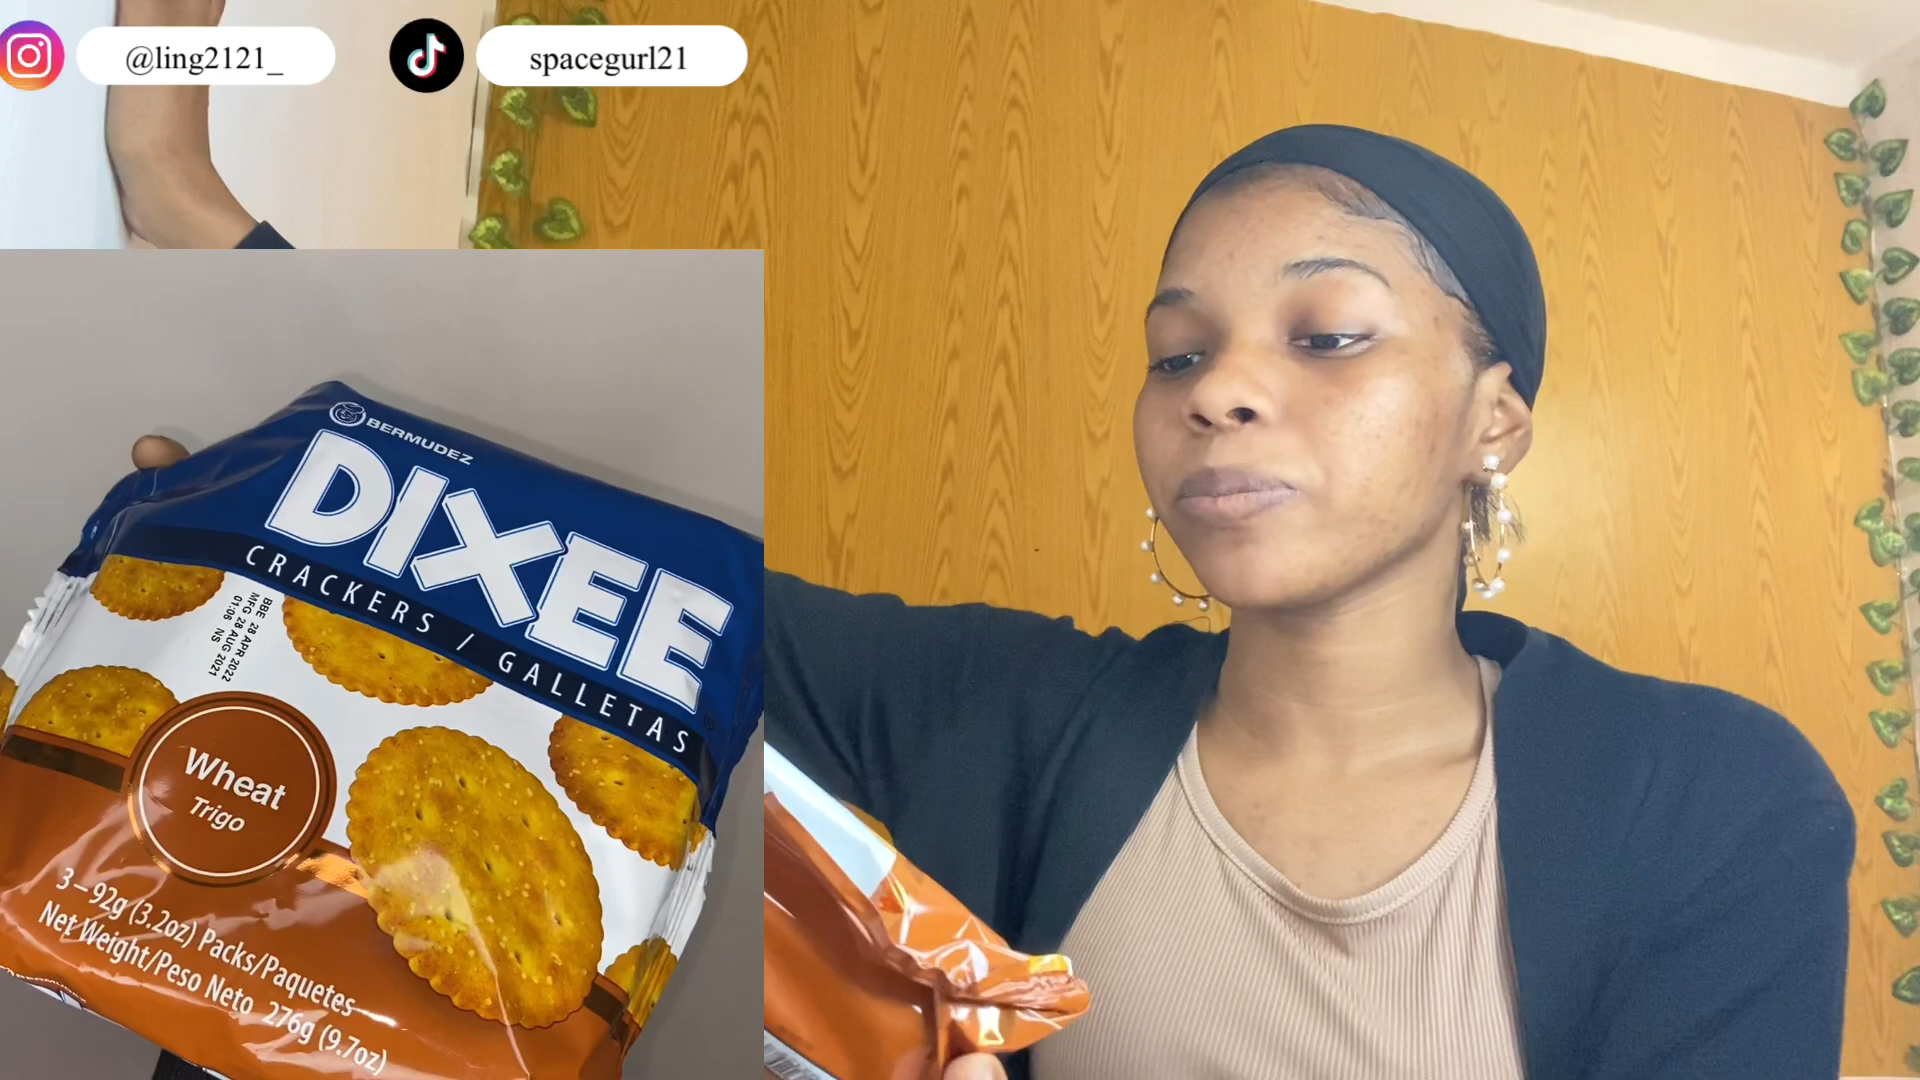 @ling2121_
spacegurl21
BERMUDEZ
DIXEE
CRACKERS / GALLETAS
BBE 28 APR 2022
MFG 28 AUG 2021
01:06 NS
Wheat
Trigo
3–92g (3.2oz) Packs/Paquetes
Net Weight/Peso Neto 276g (9.7oz)